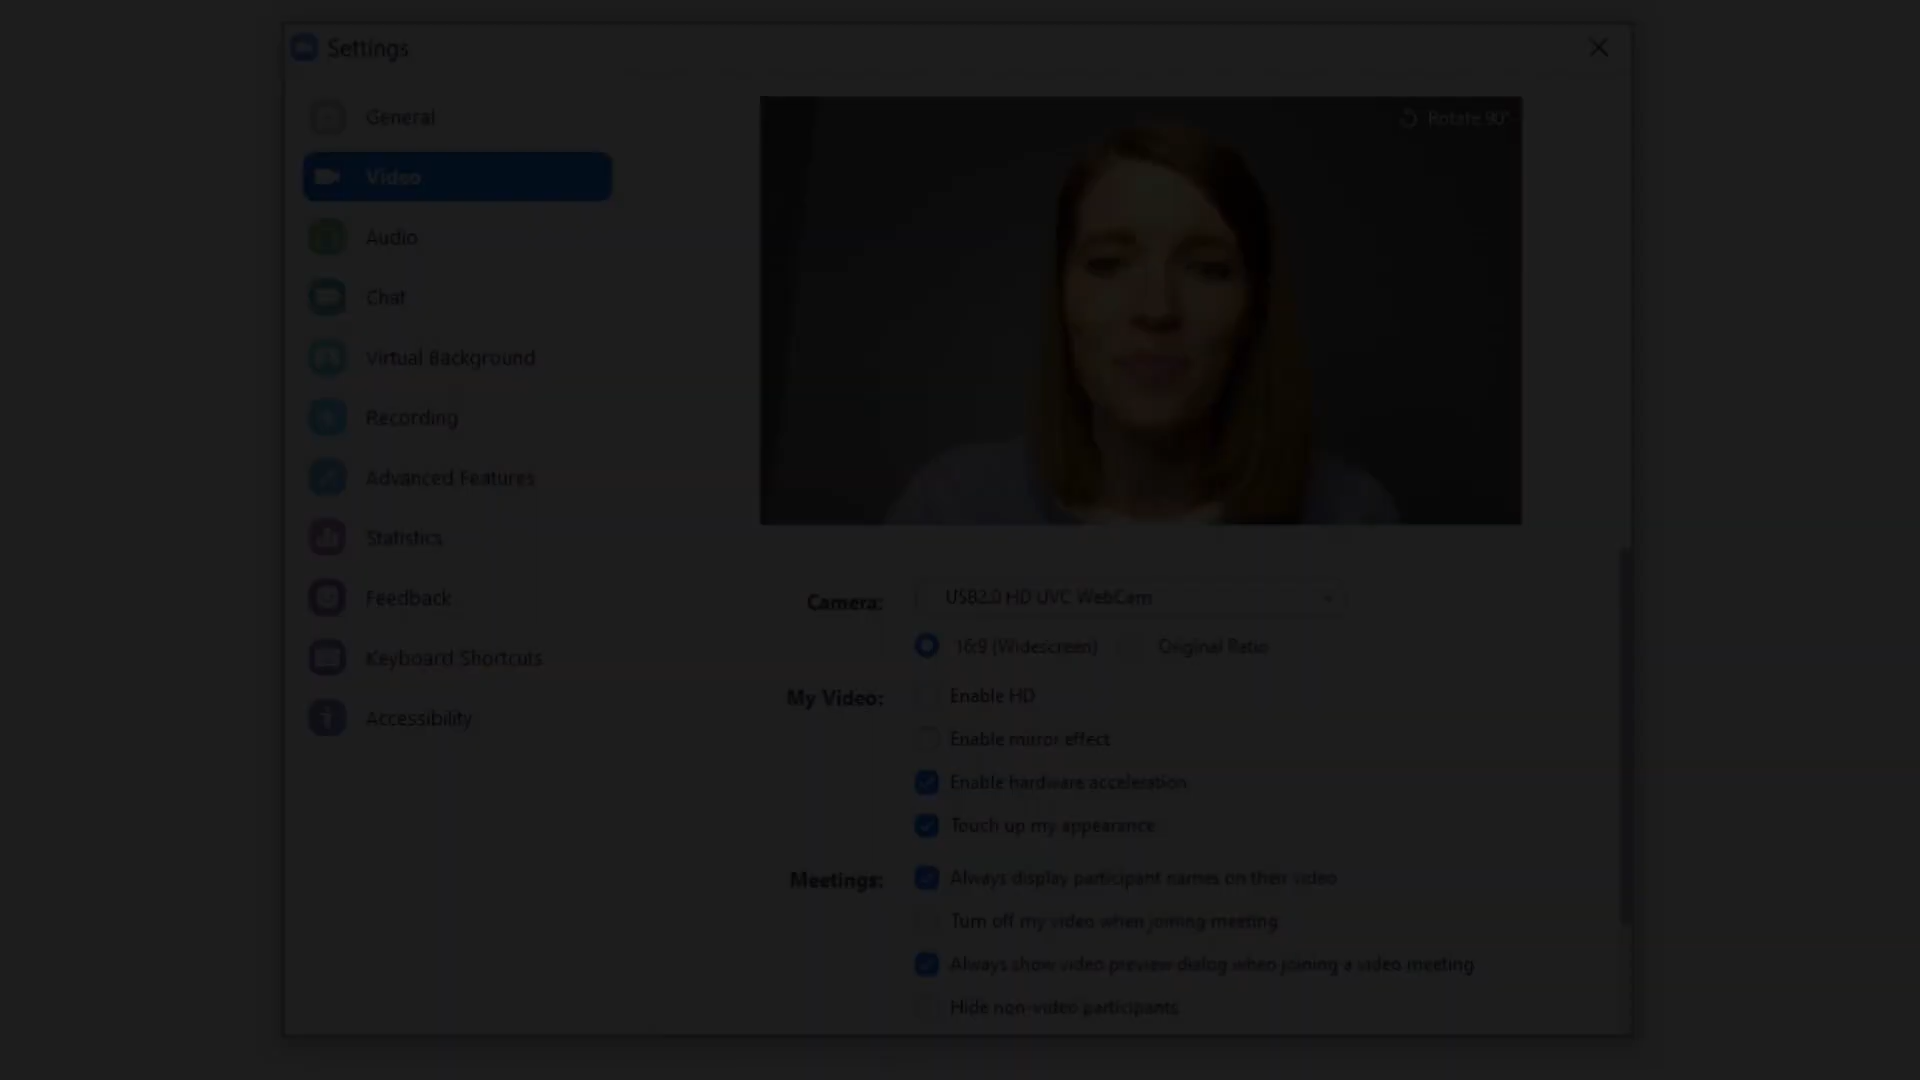 Settings
General
Video
Audio
Chat
Virtual Background
Recording
Advanced Features
Statistics
Feedback
Keyboard Shortcuts
Accessibility
Rotate 90°
Camera:
USB2.0 HD UVC WebCam
16:9 (Widescreen) Original Ratio
My Video:
Enable HD
Enable mirror effect
Enable hardware acceleration
Touch up my appearance
Meetings:
Always display participant names on their video
Turn off my video when joining meeting
Always show video preview dialog when joining a video meeting
Hide non-video participants